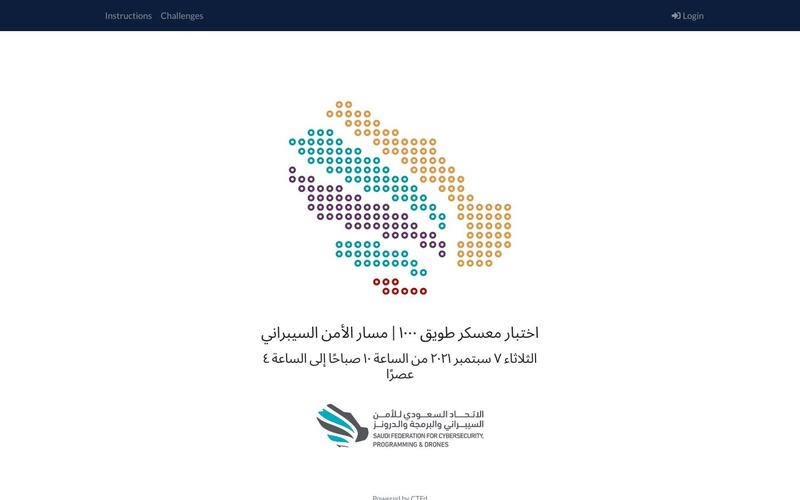 Instructions
Challenges
Login
اختبار معسكر طويق ١٠٠٠ | مسار الأمن السيبراني
الثلاثاء ٧ سبتمبر ٢٠٢١ من الساعة ١٠ صباحًا إلى الساعة ٤
عصرًا
الاتحاد السعودي للأمن
السيبراني والبرمجة والدرونز
SAUDI FEDERATION FOR CYBERSECURITY,
PROGRAMMING & DRONES
Powered by CTFd